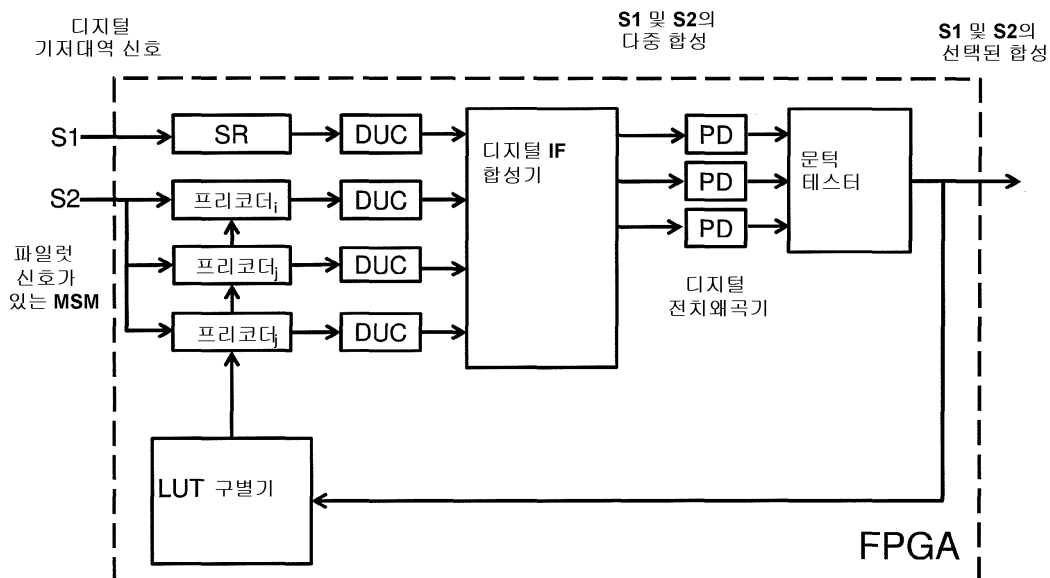 디지털
기저대역 신호
S1 및 S2의
다중 합성
S1 및 S2의
선택된 합성
S1
SR
DUC
디지털 IF
합성기
PD
문턱
테스터
S2
프리코더i
DUC
PD
파일럿
신호가
있는 MSM
프리코더j
DUC
PD
디지털
전치왜곡기
프리코더j
DUC
LUT 구별기
FPGA